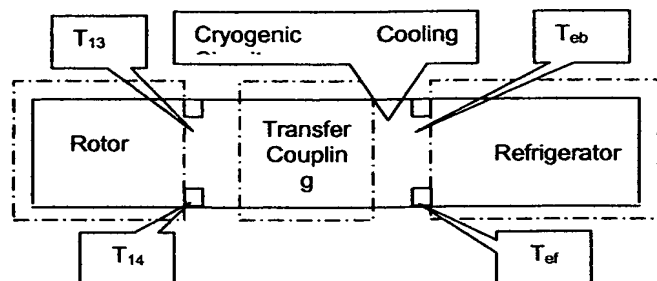 T13
Cryogenic Cooling
Teb
Rotor
Transfer
Couplin
g
Refrigerator
T14
Tef